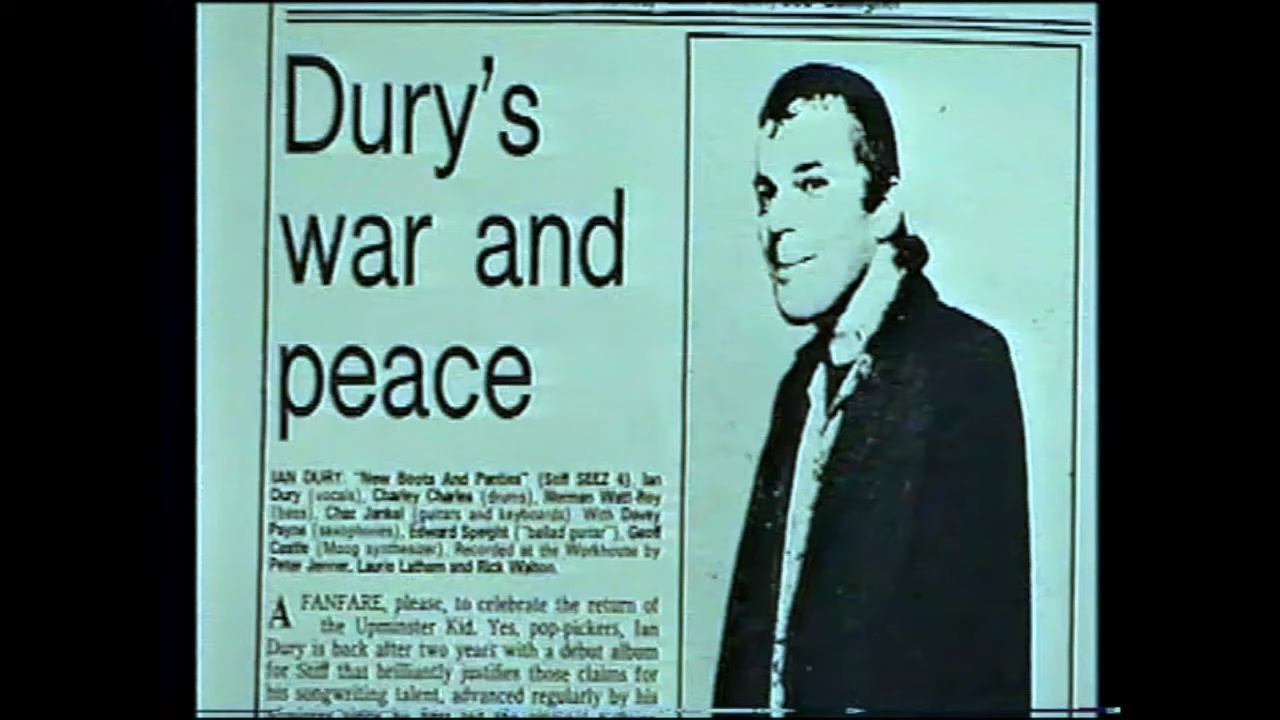 Dury's
war and
peace
IAN DURY: "New Boots And Panties" (Stiff SEEZ 4). Ian
Dury (vocals), Charley Charles (drums), Norman Watt-Roy
(bass), Chaz Jankel (guitars and keyboards). With Davey
Payne (saxophones), Edward Speight ("ballad guitar"), Geoff
Castle (Moog synthesizer). Recorded at the Workhouse by
Peter Jenner, Laurie Latham and Rick Walton.
A FANFARE, please, to celebrate the return of
the Upminster Kid. Yes, pop-pickers, Ian
Dury is back after two years with a debut album
for Stiff that brilliantly justifies those claims for
his songwriting talent, advanced regularly by his